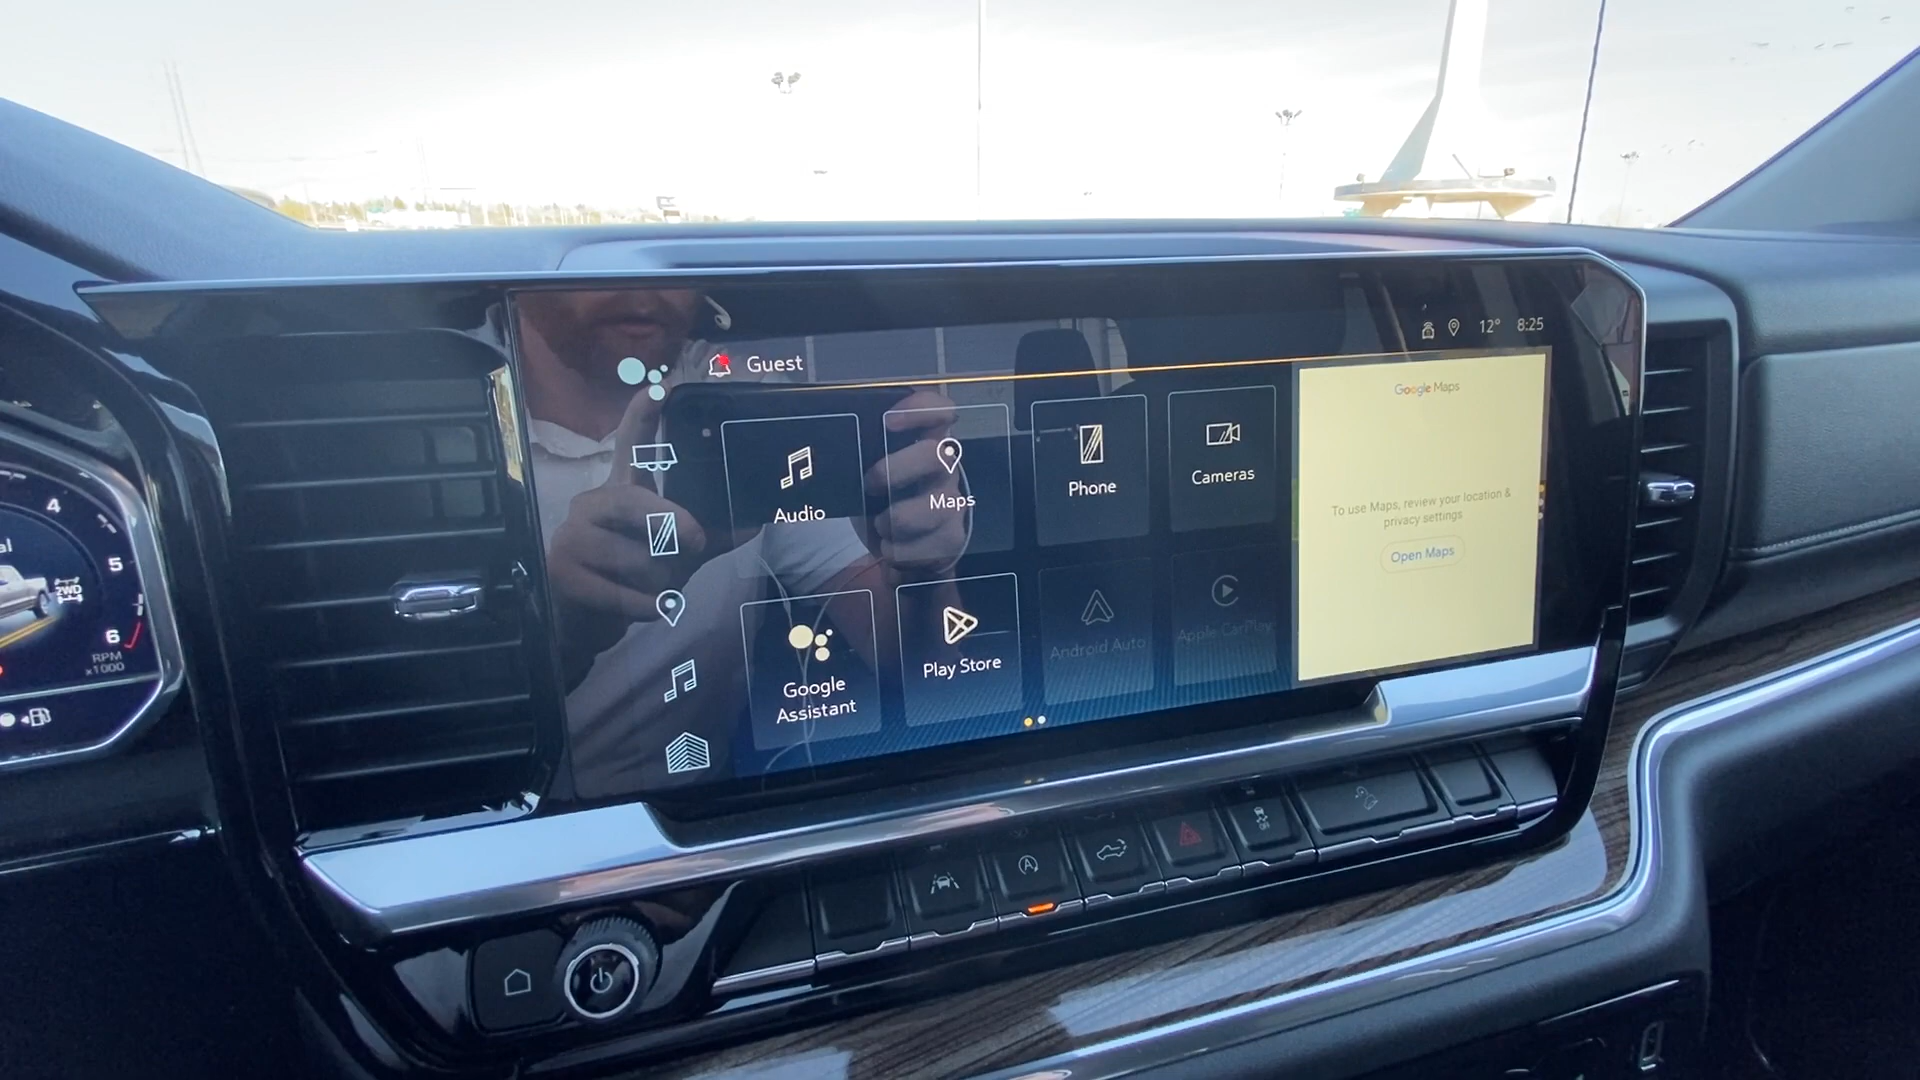 12° 8:25
Guest
Google Maps
Audio
Maps
Phone
Cameras
To use Maps, review your location &
privacy settings
Open Maps
Google
Assistant
Play Store
Android Auto
Apple CarPlay
4
5
6
RPM
x1000
al
2WD
A